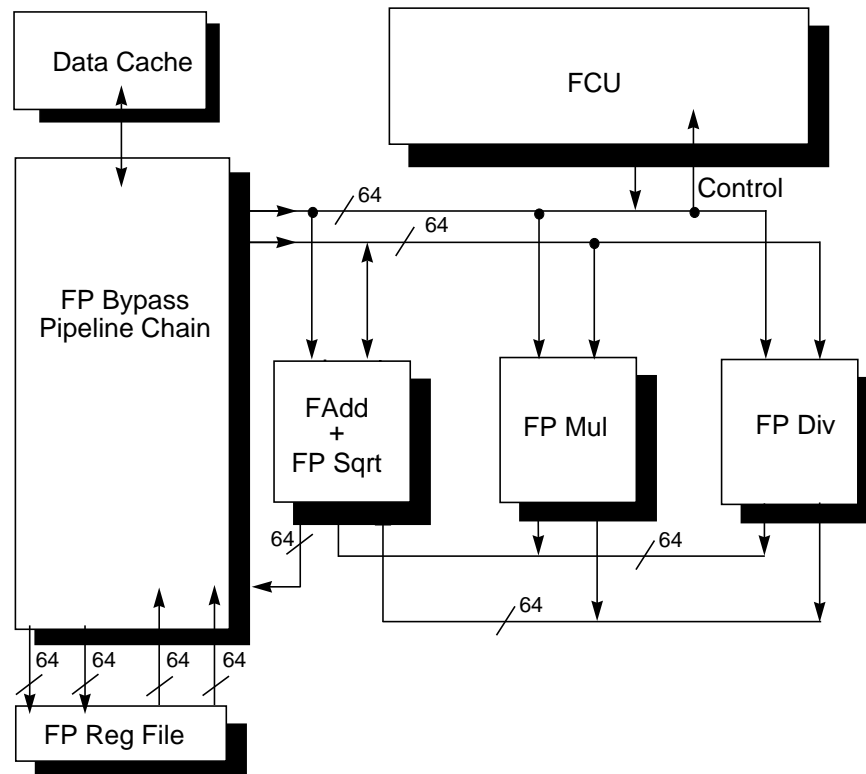 Data Cache
FCU
Control
64
64
FP Bypass
Pipeline Chain
FAdd
+
FP Sqrt
FP Mul
FP Div
64
64
64
64
64
64
64
FP Reg File